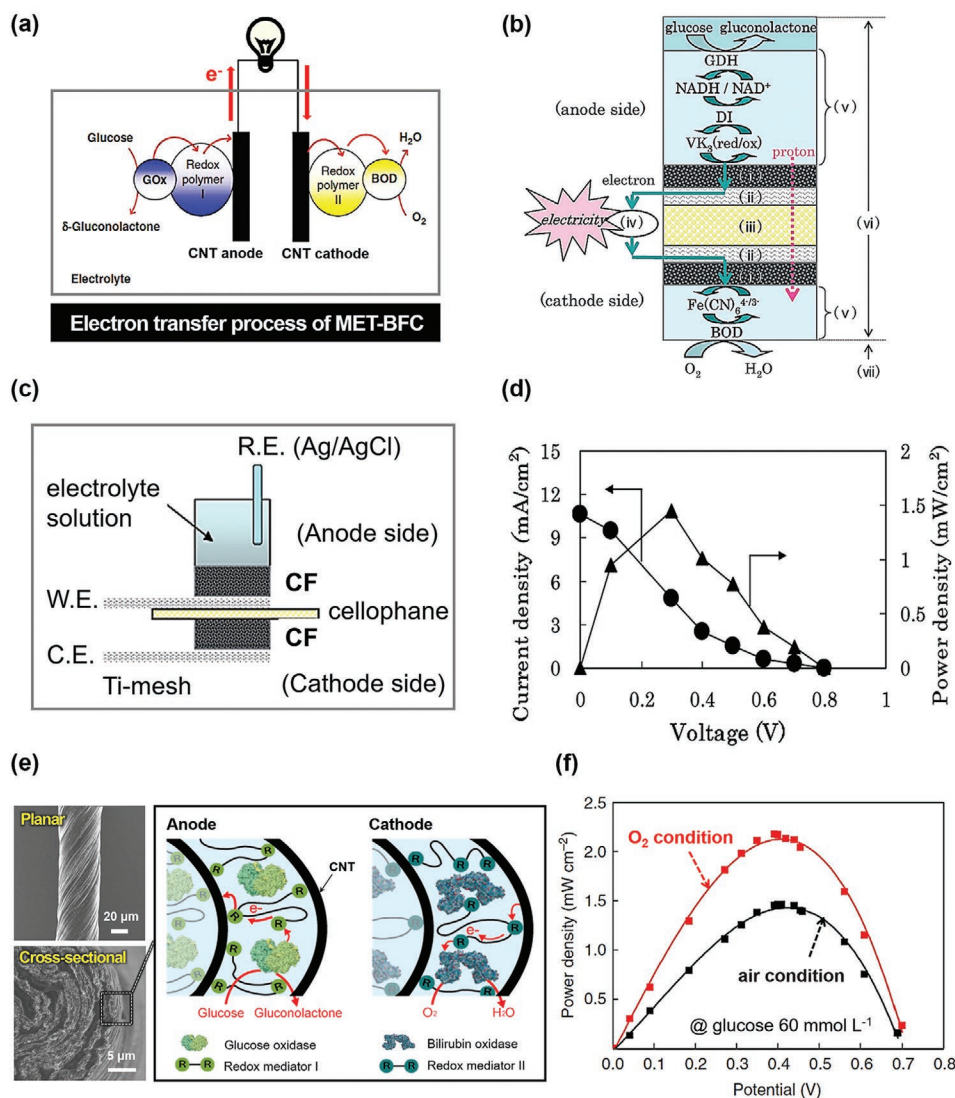 (a)
e-
Glucose
H₂O
GOx
Redox
polymer
I
Redox
polymer
II
BOD
δ-Gluconolactone
O₂
CNT anode
CNT cathode
Electrolyte
Electron transfer process of MET-BFC
(b)
glucose gluconolactone
GDH
(anode side)
NADH / NAD⁺
(v)
DI
VK₃(red/ox)
proton
electron
(ii)
electricity
(iv)
(iii)
(vi)
(ii)
(cathode side)
Fe(CN)₆⁴⁻/³⁻
(v)
BOD
O₂
H₂O
(vii)
(c)
R.E. (Ag/AgCl)
electrolyte
solution
(Anode side)
CF
W.E.
cellophane
CF
C.E.
Ti-mesh
(Cathode side)
(d)
Current density (mA/cm²)
15
12
9
6
3
0
2
1.5
1
0.5
0
Power density (mW/cm²)
0 0.2 0.4 0.6 0.8 1
Voltage (V)
(e)
Planar
20 μm
Cross-sectional
5 μm
Anode
Cathode
CNT
R R R R R R R R
e-
R R R R R R R
e-
Glucose Gluconolactone
O₂ H₂O
Glucose oxidase
Bilirubin oxidase
R R Redox mediator I
R R Redox mediator II
(f)
Power density (mW cm⁻²)
2.5
2.0
1.5
1.0
0.5
O₂ condition
air condition
@ glucose 60 mmol L⁻¹
0.0 0.1 0.2 0.3 0.4 0.5 0.6 0.7 0.8
Potential (V)